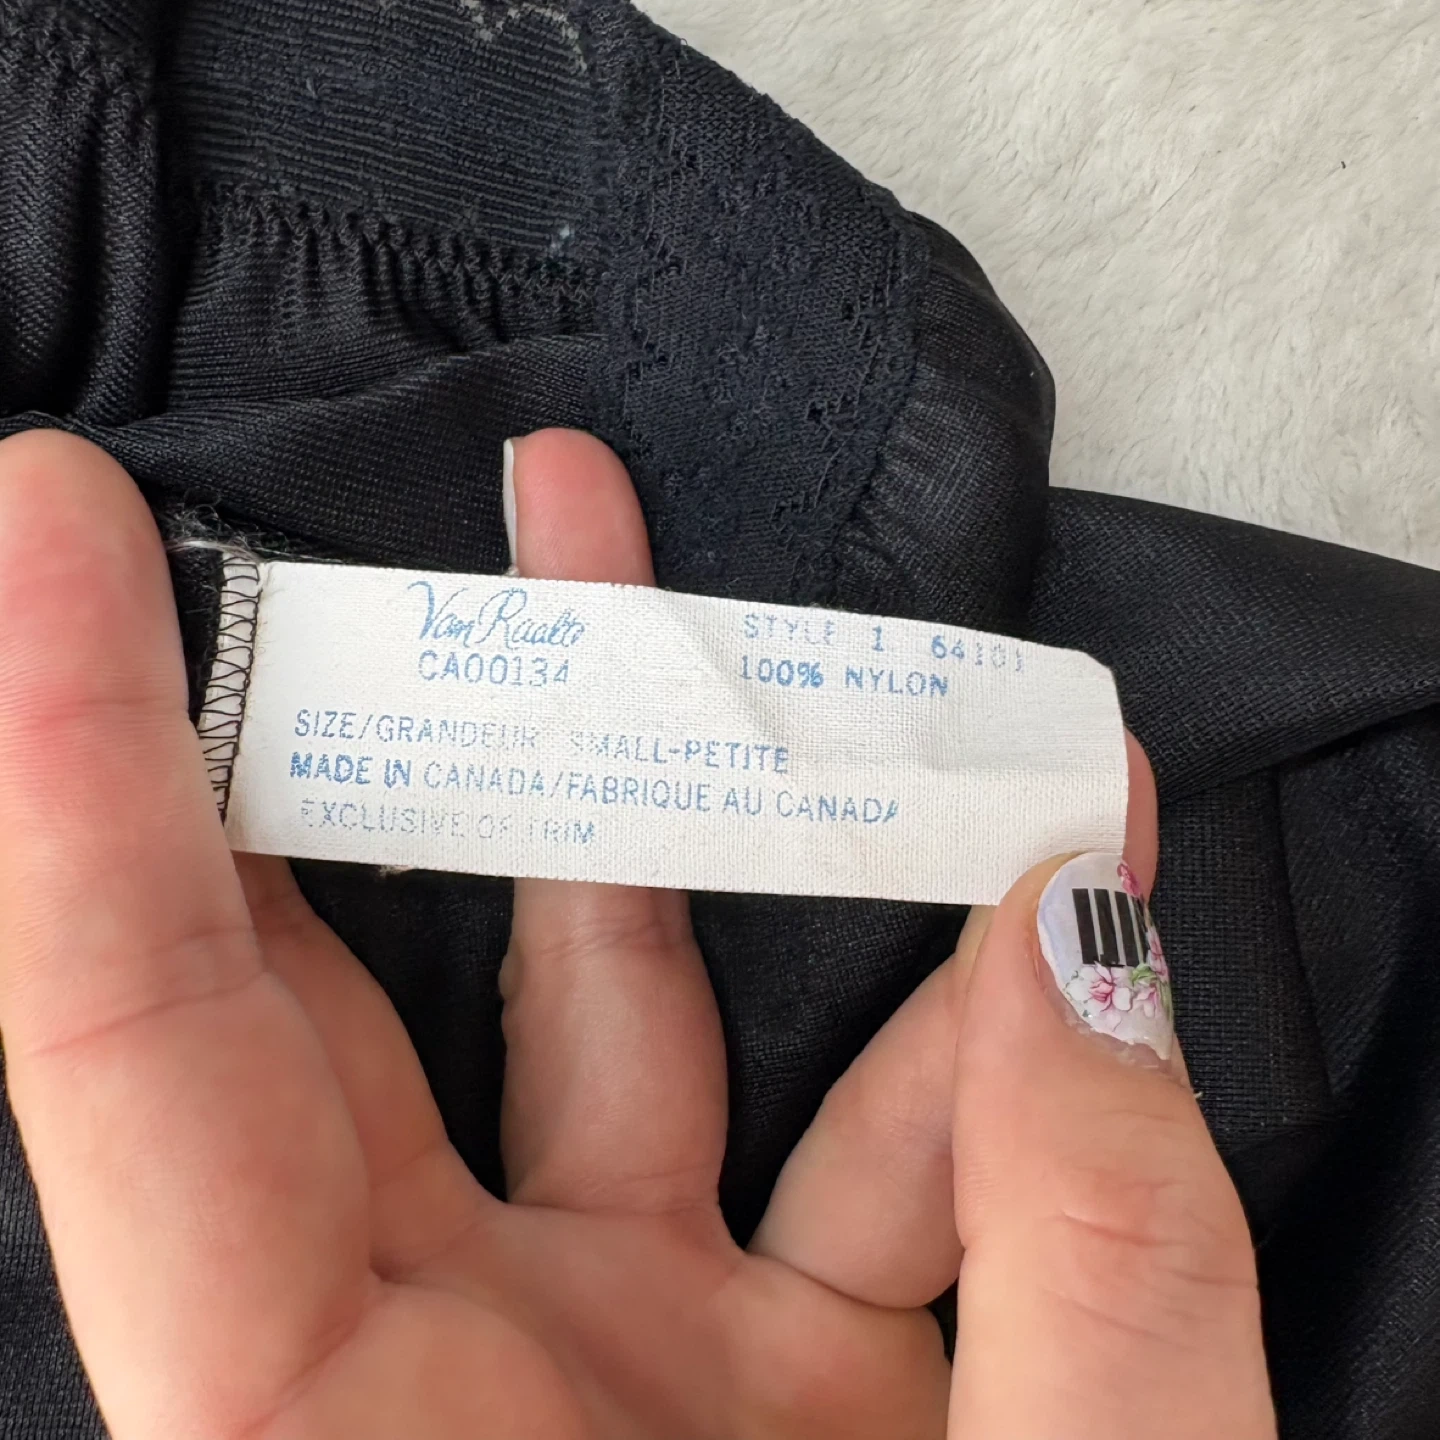 Van Raalte
CA00134
STYLE 1 64101
100% NYLON
SIZE/GRANDEUR SMALL-PETITE
MADE IN CANADA/FABRIQUE AU CANADA
EXCLUSIVE OF TRIM